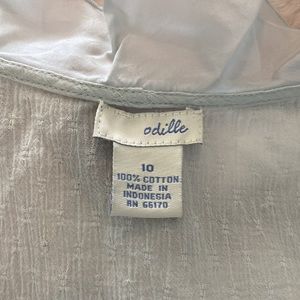 odille
10
100% COTTON
MADE IN
INDONESIA
RN 66170